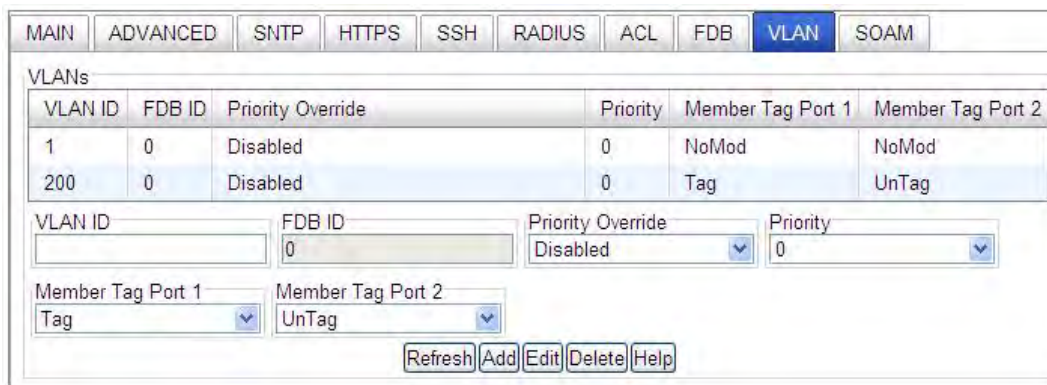 MAIN ADVANCED SNTP HTTPS SSH RADIUS ACL FDB VLAN SOAM
VLANs
VLAN ID FDB ID Priority Override Priority Member Tag Port 1 Member Tag Port 2
1 0 Disabled 0 NoMod NoMod
200 0 Disabled 0 Tag UnTag
VLAN ID FDB ID Priority Override Priority
0 Disabled 0
Member Tag Port 1 Member Tag Port 2
Tag UnTag
Refresh Add Edit Delete Help